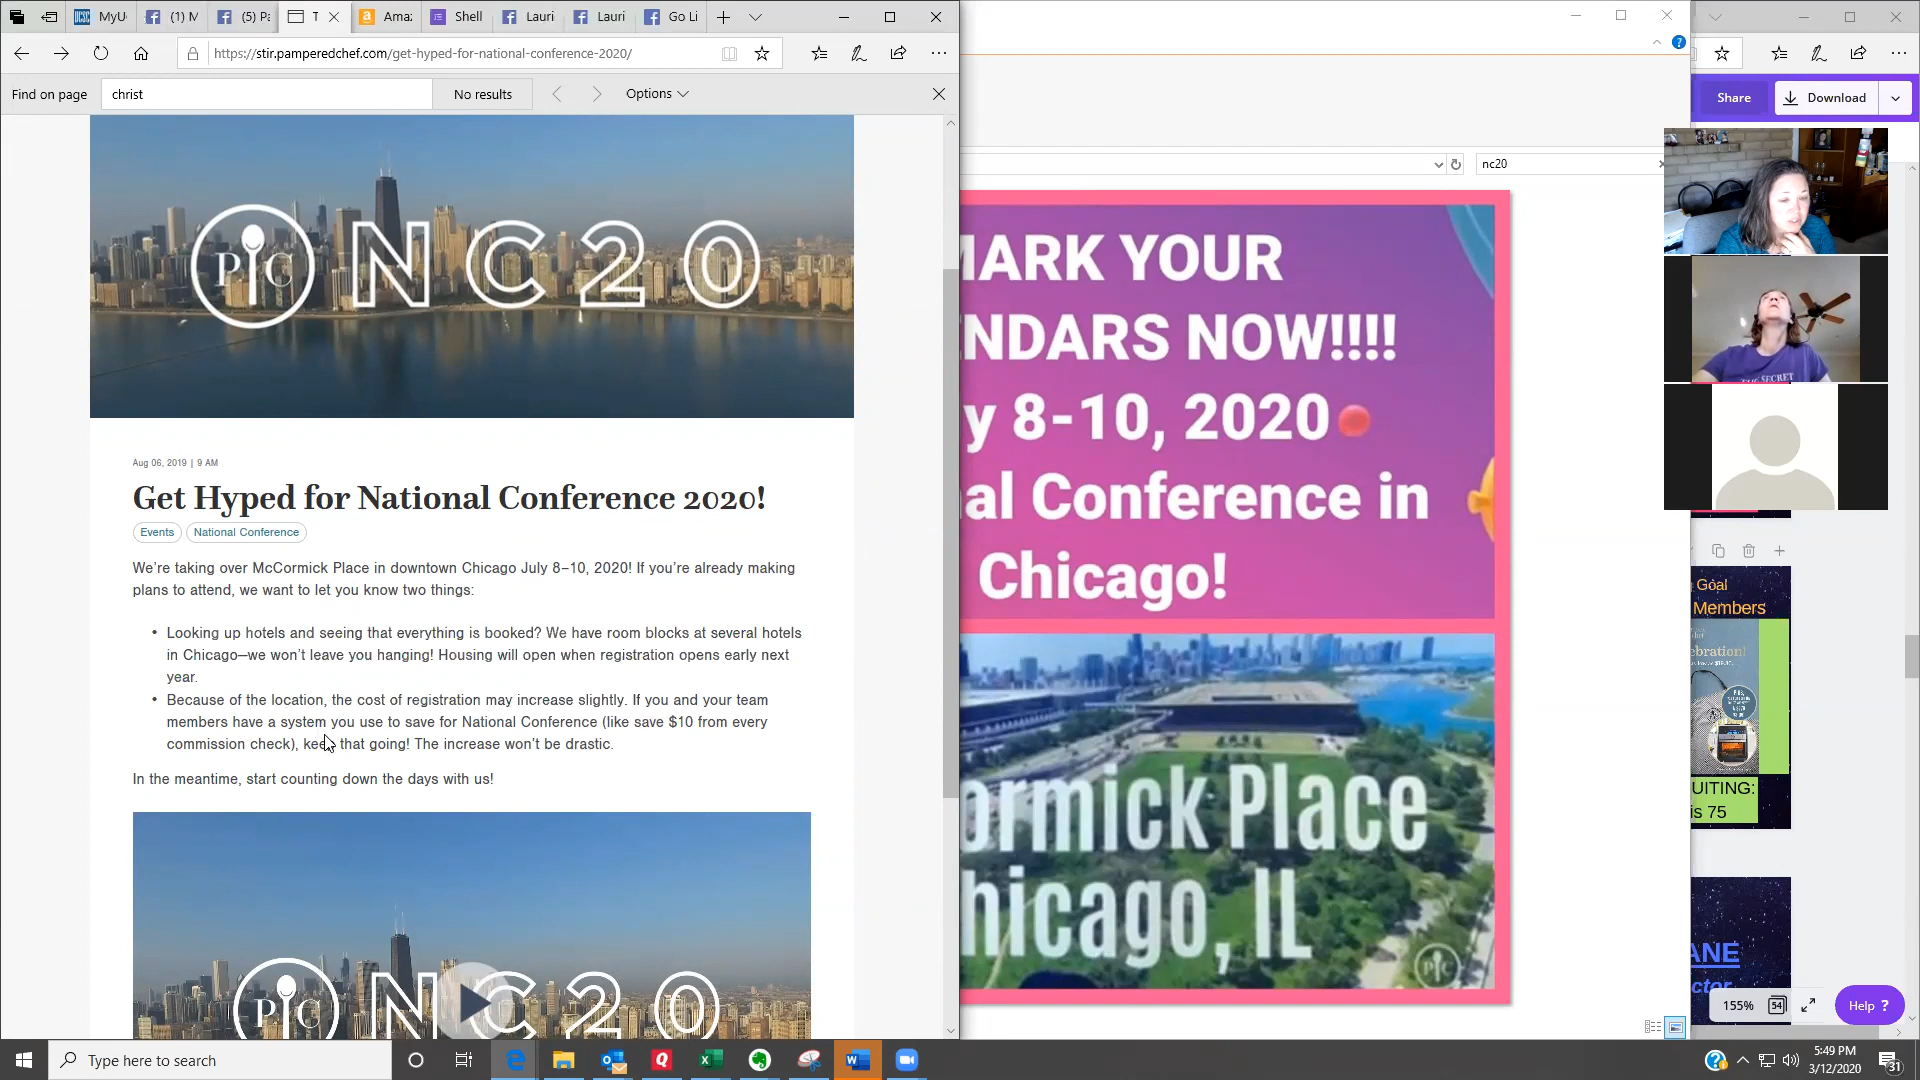 MyU
(1) M
(5) Pa
T
Ama:
Shell
Lauri
Lauri
Go Li
https://stir.pamperedchef.com/get-hyped-for-national-conference-2020/
Find on page
christ
No results
Options
PC NC20
Aug 06, 2019 | 9 AM
Get Hyped for National Conference 2020!
Events
National Conference
We're taking over McCormick Place in downtown Chicago July 8–10, 2020! If you're already making
plans to attend, we want to let you know two things:
• Looking up hotels and seeing that everything is booked? We have room blocks at several hotels
in Chicago—we won't leave you hanging! Housing will open when registration opens early next
year.
• Because of the location, the cost of registration may increase slightly. If you and your team
members have a system you use to save for National Conference (like save $10 from every
commission check), keep that going! The increase won't be drastic.
In the meantime, start counting down the days with us!
PC NC20
nc20
MARK YOUR
ENDARS NOW!!!!
y 8-10, 2020
al Conference in
Chicago!
ormick Place
hicago, IL
PC
Share
Download
THE SECRET
Goal
Members
ebration!
UITING:
is 75
ANE
ctor
155%
54
Help ?
Type here to search
5:49 PM
3/12/2020
31